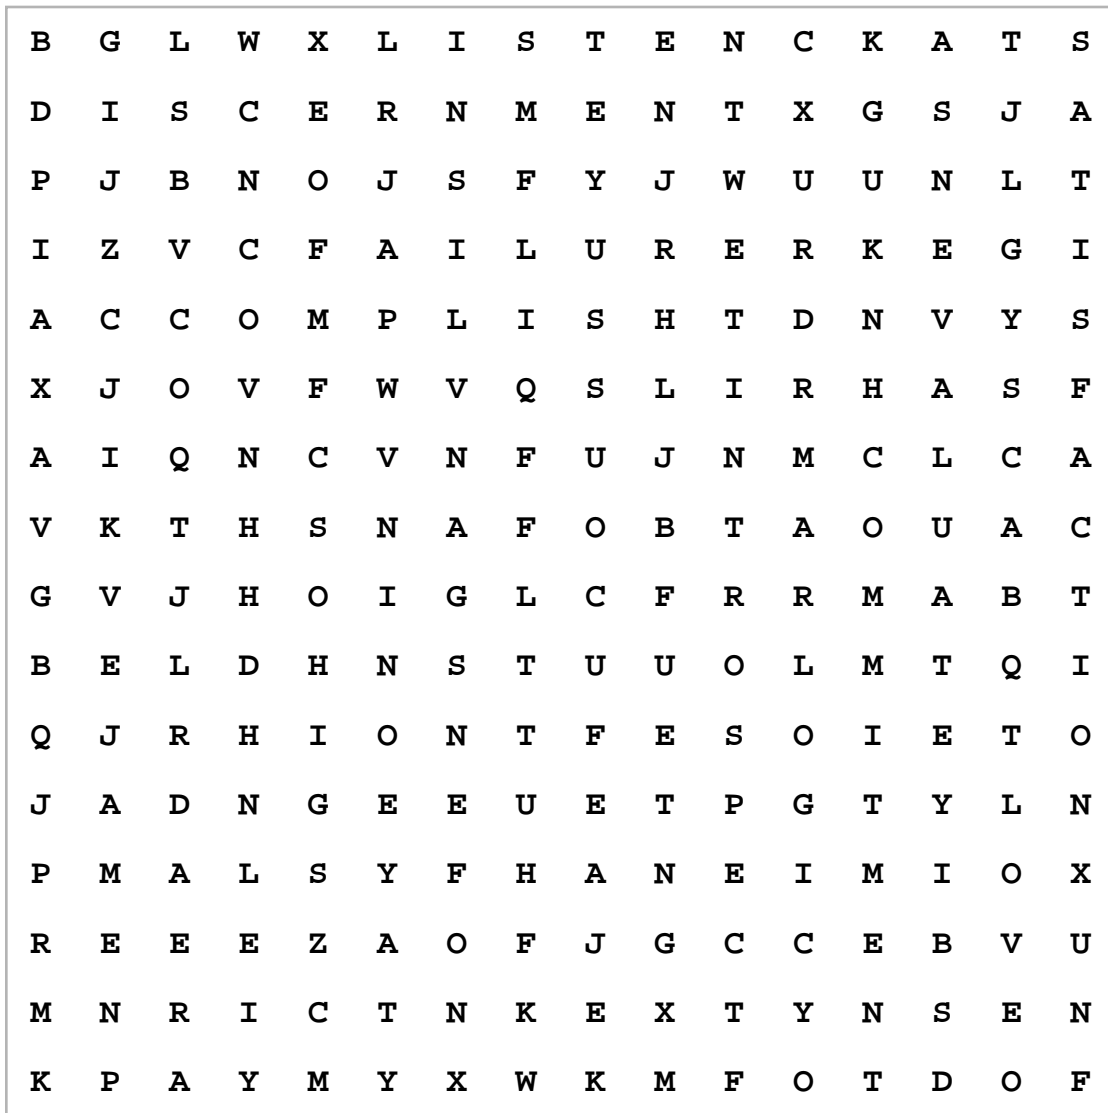 B G L W X L I S T E N C K A T S
D I S C E R N M E N T X G S J A
P J B N O J S F Y J W U U N L T
I Z V C F A I L U R E R K E G I
A C C O M P L I S H T D N V Y S
X J O V F W V Q S L I R H A S F
A I Q N C V N F U J N M C L C A
V K T H S N A F O B T A O U A C
G V J H O I G L C F R R M A B T
B E L D H N S T U U O L M T Q I
Q J R H I O N T F E S O I E T O
J A D N G E E U E T P G T Y L N
P M A L S Y F H A N E I M I O X
R E E E Z A O F J G C C E B V U
M N R I C T N K E X T Y N S E N
K P A Y M Y X W K M F O T D O F